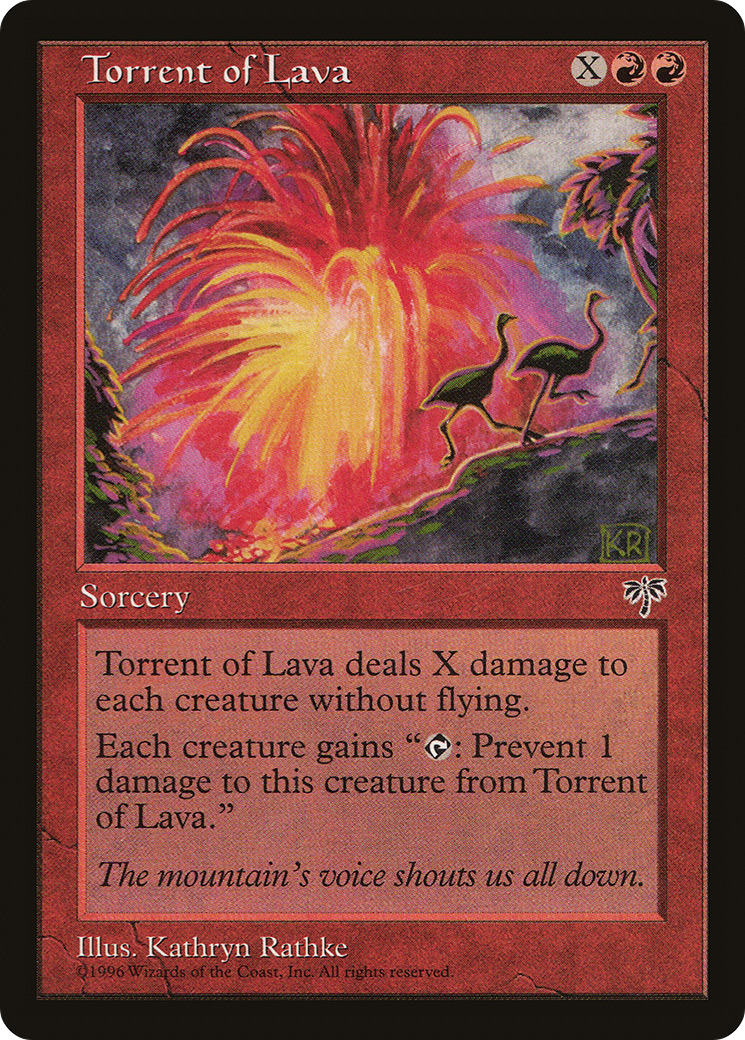 Torrent of Lava X
KR
Sorcery
Torrent of Lava deals X damage to
each creature without flying.
Each creature gains “: Prevent 1
damage to this creature from Torrent
of Lava.”
The mountain’s voice shouts us all down.
Illus. Kathryn Rathke
©1996 Wizards of the Coast, Inc. All rights reserved.